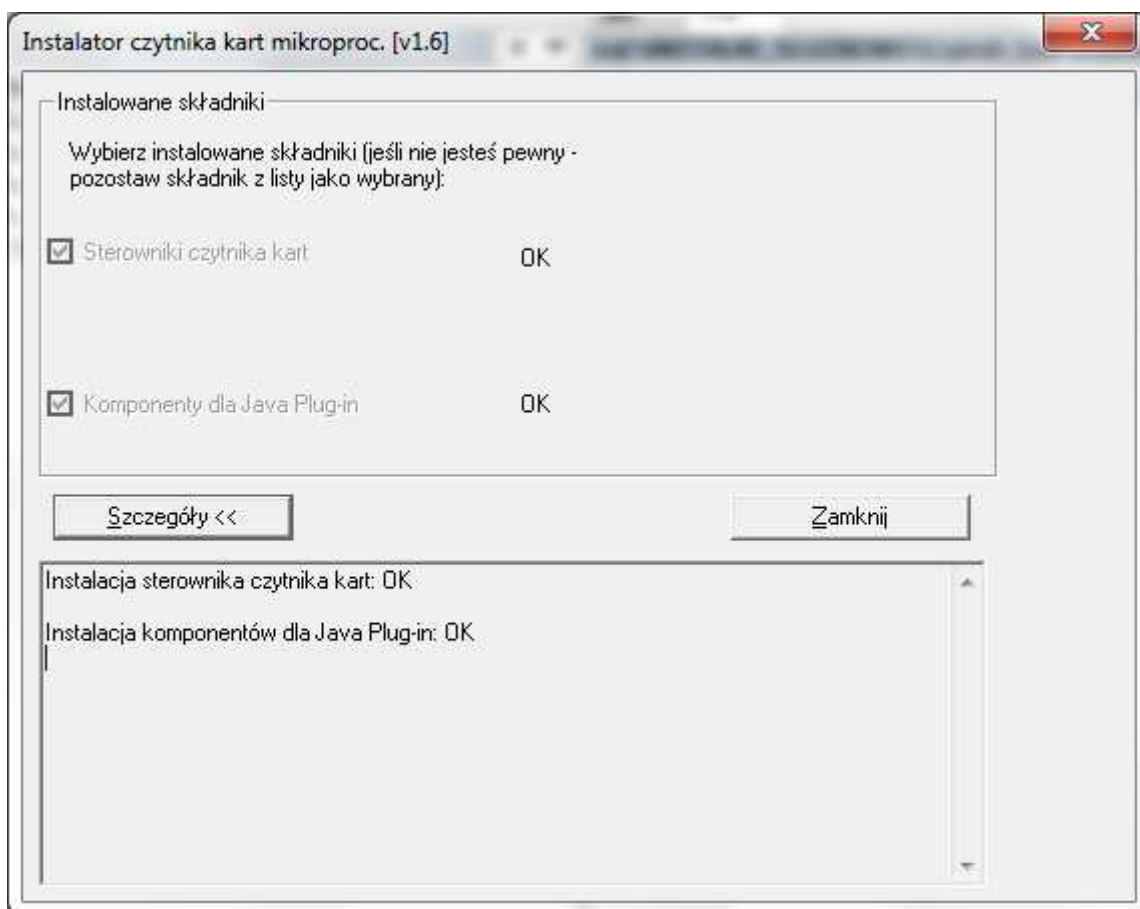 Instalator czytnika kart mikroproc. [v1.6]
Instalowane składniki
Wybierz instalowane składniki (jeśli nie jesteś pewny -
pozostaw składnik z listy jako wybrany):
Sterowniki czytnika kart OK
Komponenty dla Java Plug-in OK
Szczegóły << Zamknij
Instalacja sterownika czytnika kart: OK
Instalacja komponentów dla Java Plug-in: OK